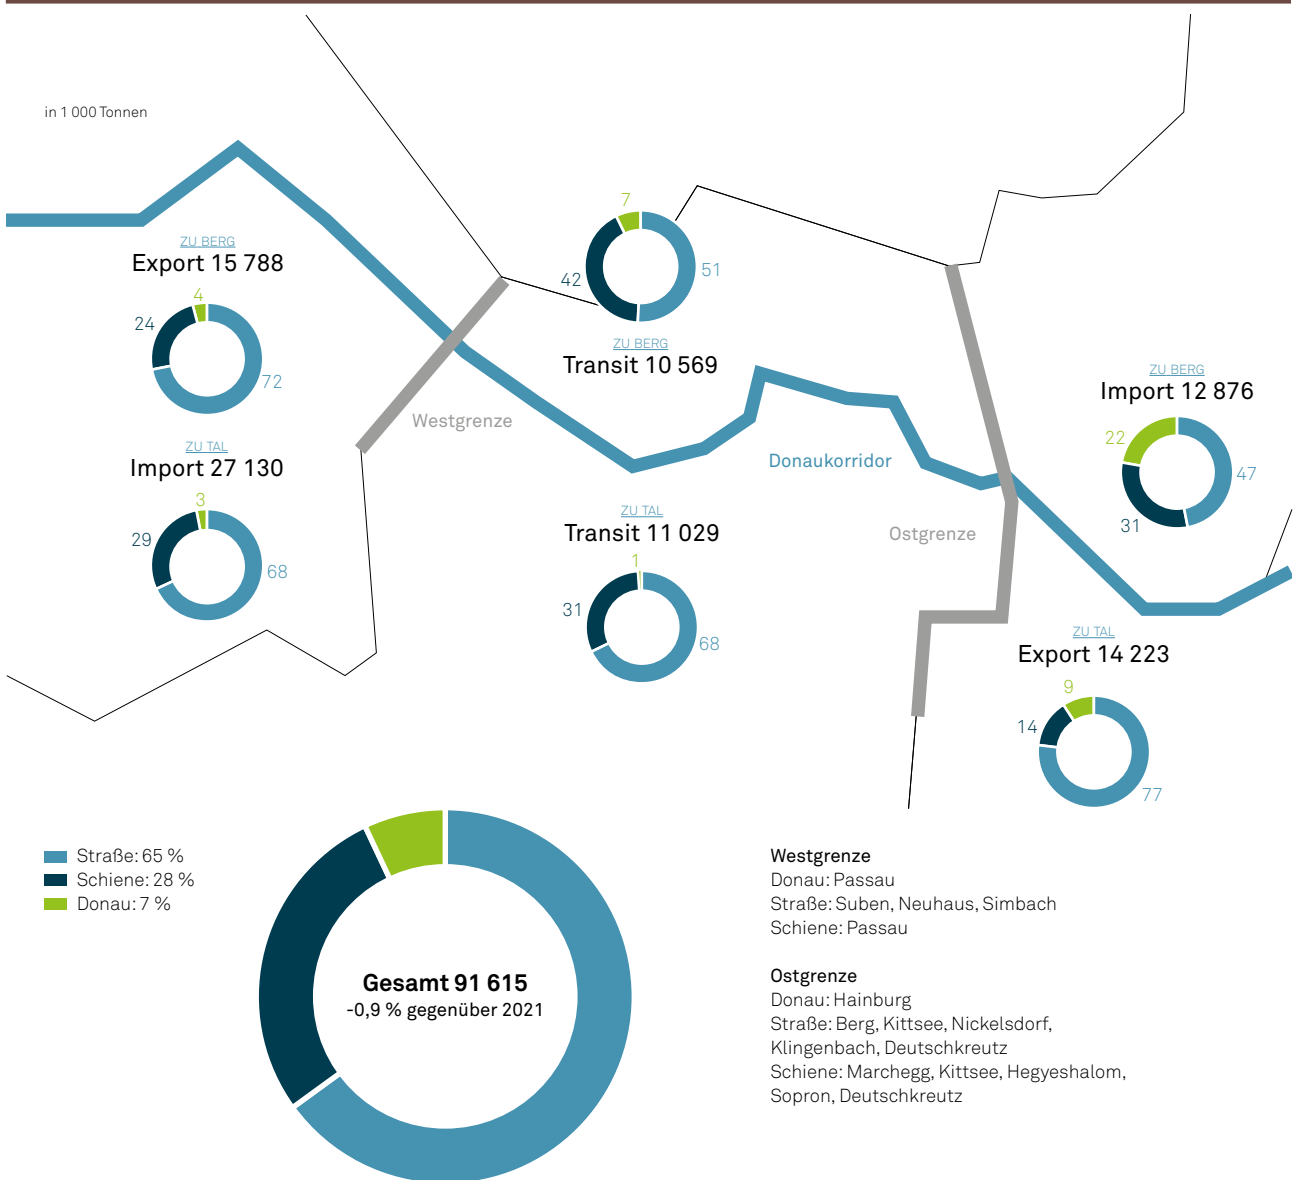 in 1 000 Tonnen
ZU BERG
Export 15 788
4
24
72
ZU TAL
Import 27 130
3
29
68
7
42
51
ZU BERG
Transit 10 569
Westgrenze
Donaukorridor
ZU TAL
Transit 11 029
1
31
68
Ostgrenze
ZU BERG
Import 12 876
22
47
31
ZU TAL
Export 14 223
9
14
77
Straße: 65 %
Schiene: 28 %
Donau: 7 %
Gesamt 91 615
-0,9 % gegenüber 2021
Westgrenze
Donau: Passau
Straße: Suben, Neuhaus, Simbach
Schiene: Passau
Ostgrenze
Donau: Hainburg
Straße: Berg, Kittsee, Nickelsdorf,
Klingenbach, Deutschkreutz
Schiene: Marchegg, Kittsee, Hegyeshalom,
Sopron, Deutschkreutz